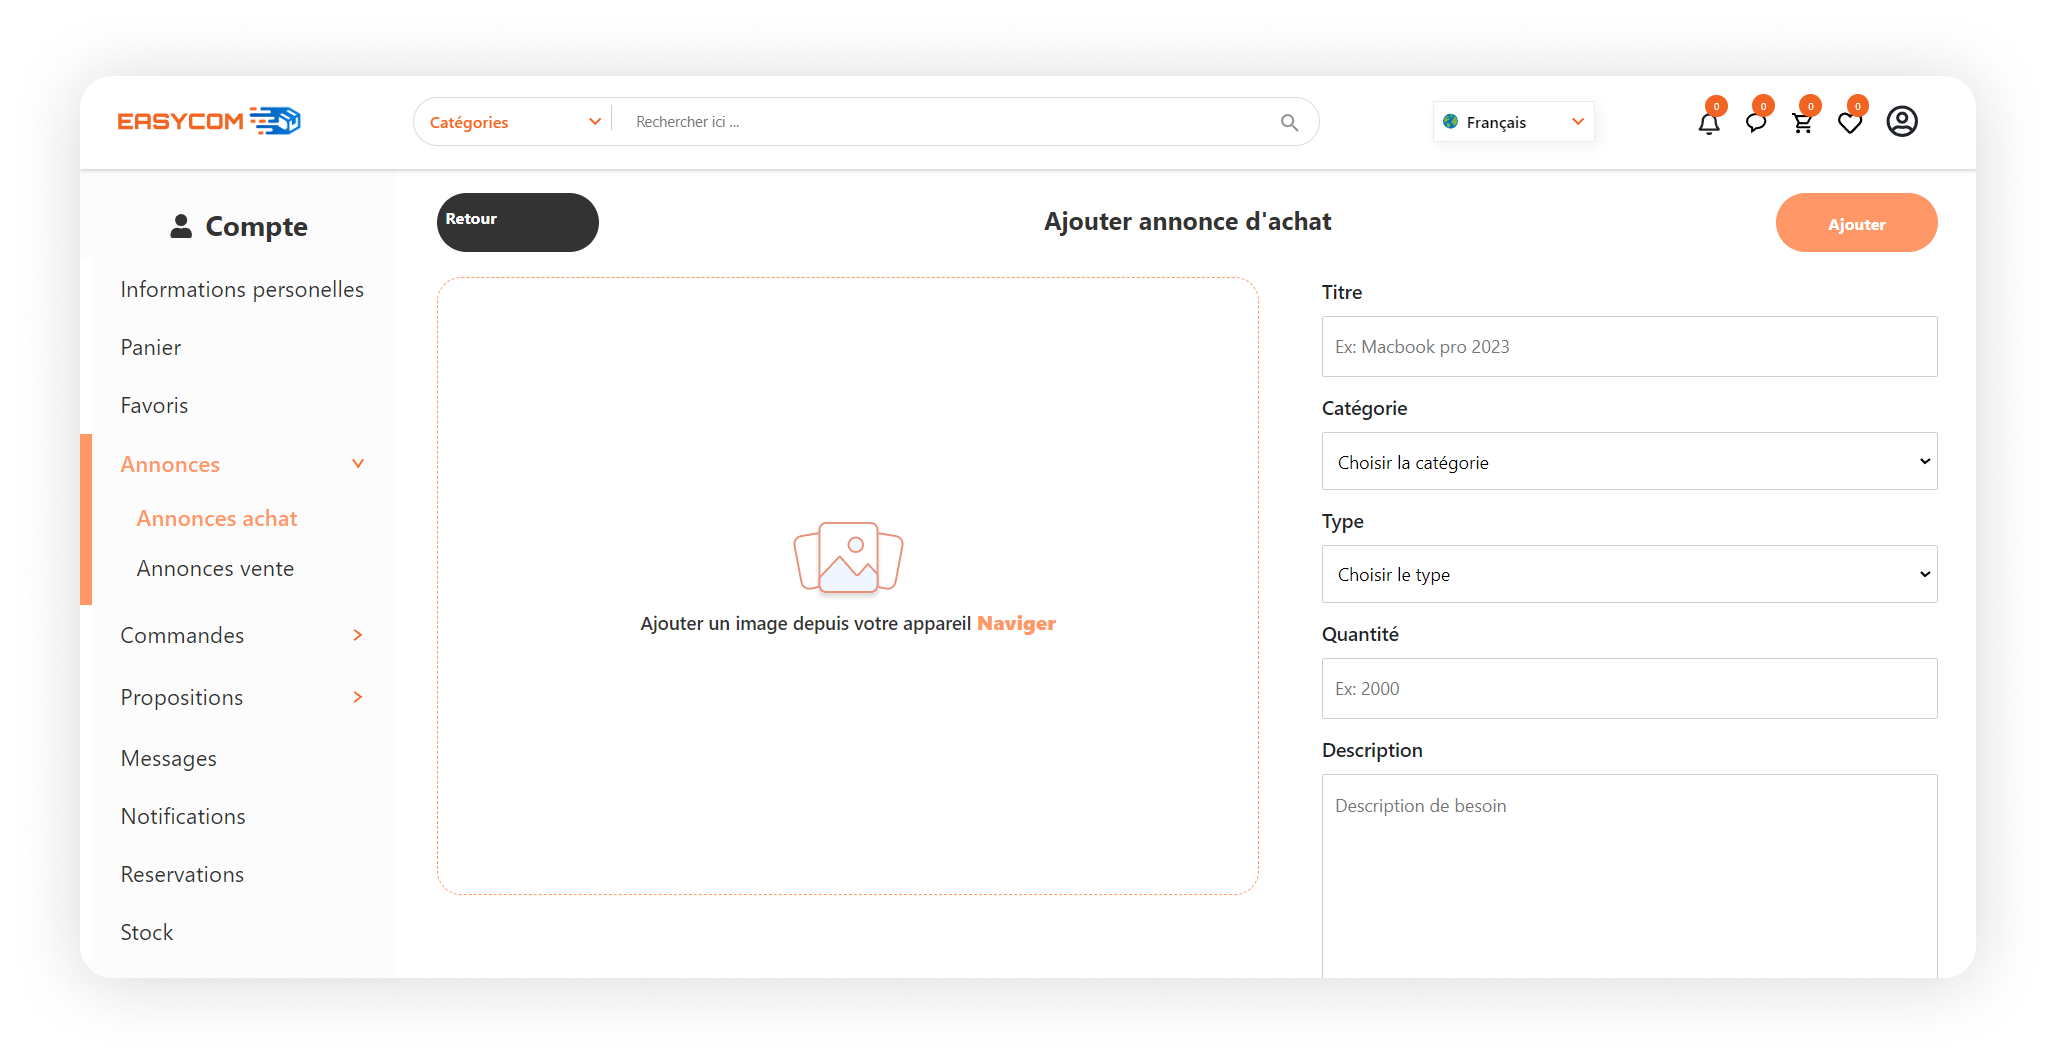 EASYCOM
Catégories
Rechercher ici ...
Français
0
0
0
0
Compte
Informations personelles
Panier
Favoris
Annonces
Annonces achat
Annonces vente
Commandes
Propositions
Messages
Notifications
Reservations
Stock
Retour
Ajouter annonce d'achat
Ajouter
Ajouter un image depuis votre appareil Naviger
Titre
Ex: Macbook pro 2023
Catégorie
Choisir la catégorie
Type
Choisir le type
Quantité
Ex: 2000
Description
Description de besoin